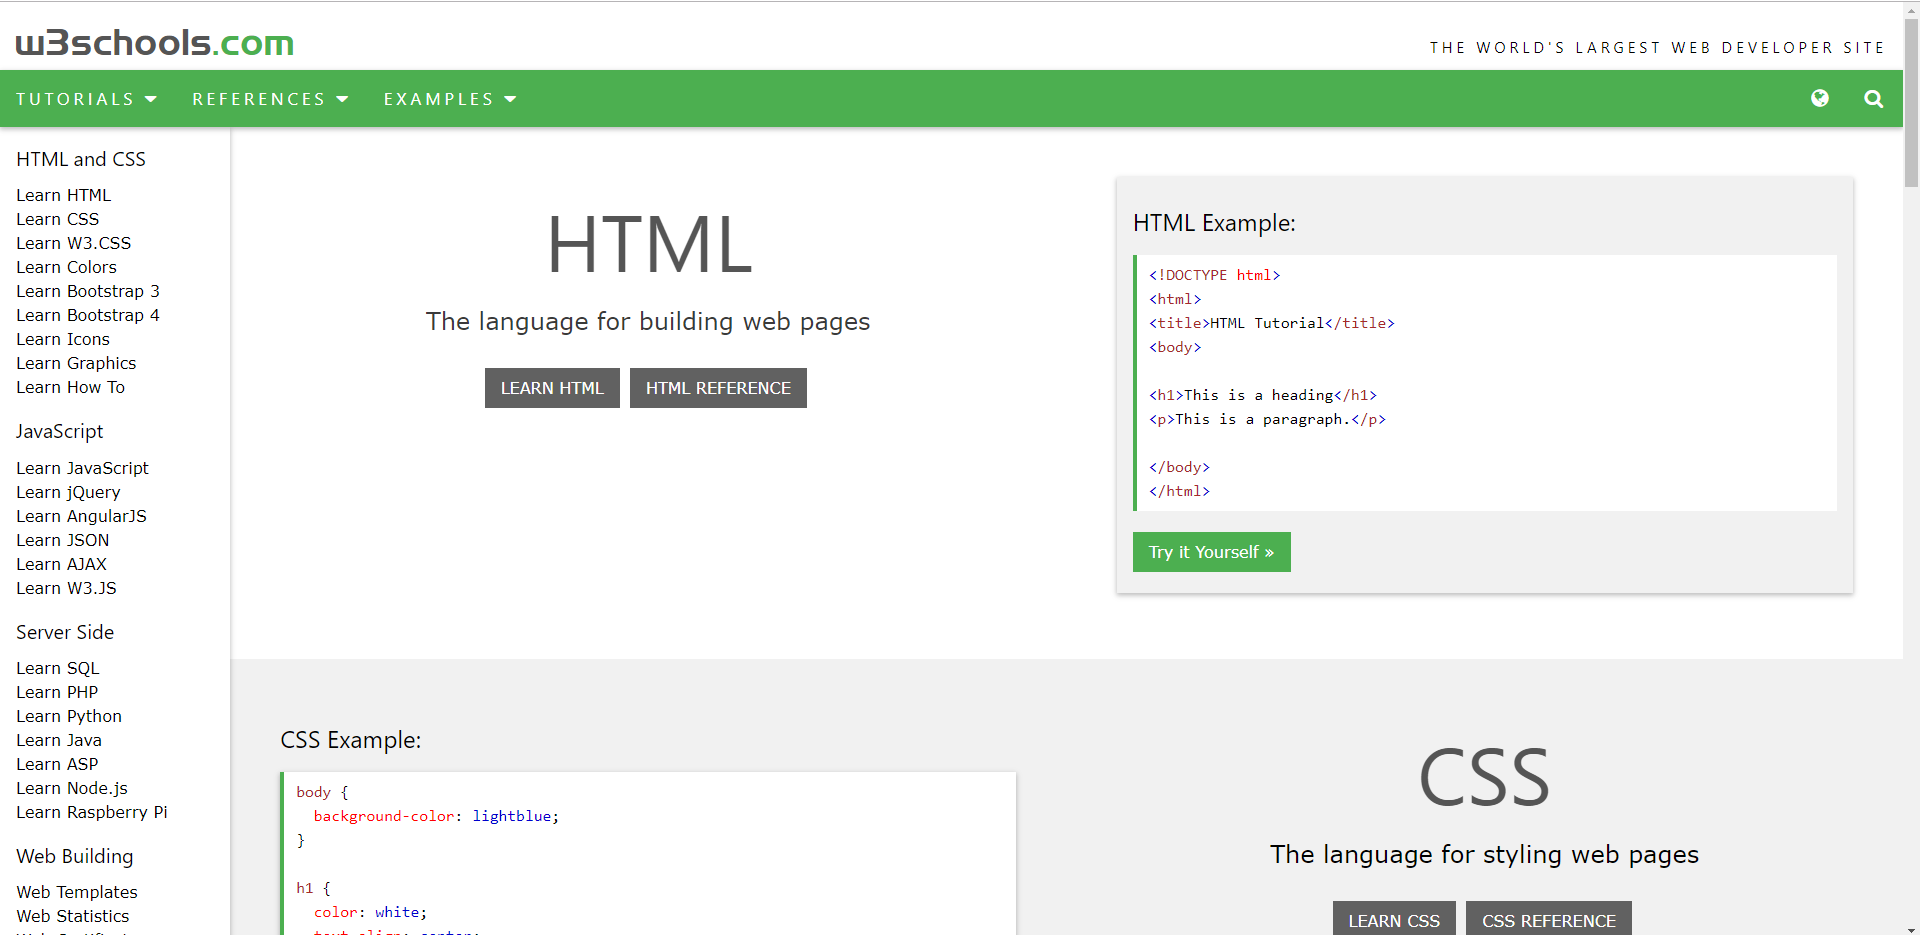 w3schools.com
THE WORLD'S LARGEST WEB DEVELOPER SITE
TUTORIALS REFERENCES EXAMPLES
HTML and CSS
Learn HTML
Learn CSS
Learn W3.CSS
Learn Colors
Learn Bootstrap 3
Learn Bootstrap 4
Learn Icons
Learn Graphics
Learn How To
JavaScript
Learn JavaScript
Learn jQuery
Learn AngularJS
Learn JSON
Learn AJAX
Learn W3.JS
Server Side
Learn SQL
Learn PHP
Learn Python
Learn Java
Learn ASP
Learn Node.js
Learn Raspberry Pi
Web Building
Web Templates
Web Statistics
HTML
The language for building web pages
LEARN HTML HTML REFERENCE
HTML Example:
<!DOCTYPE html>
<html>
<title>HTML Tutorial</title>
<body>
<h1>This is a heading</h1>
<p>This is a paragraph.</p>
</body>
</html>
Try it Yourself »
CSS Example:
body {
background-color: lightblue;
}
h1 {
color: white;
CSS
The language for styling web pages
LEARN CSS CSS REFERENCE